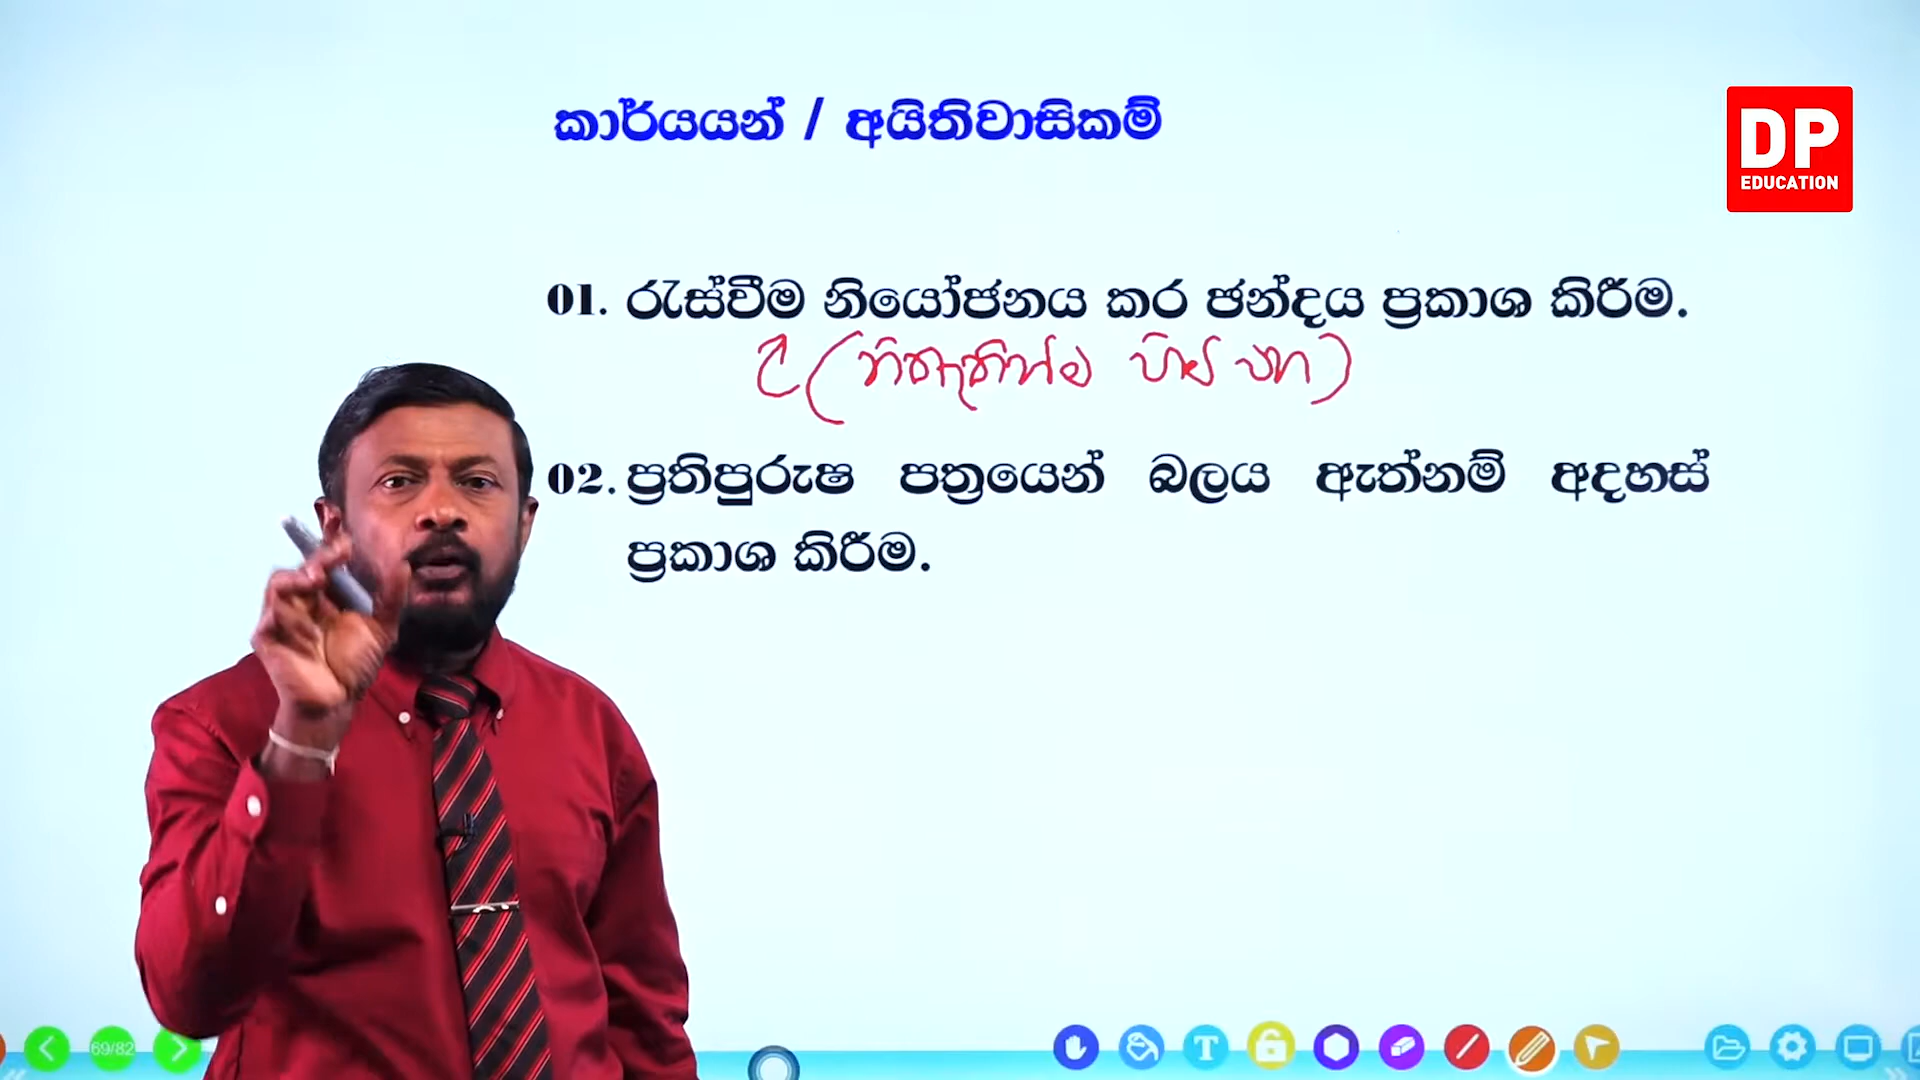 කාර්යයන් / අයිතිවාසිකම්
DP
EDUCATION
01. රැස්වීම නියෝජනය කර ඡන්දය ප්‍රකාශ කිරීම.
02. ප්‍රතිපුරුෂ පත්‍රයෙන් බලය ඇත්නම් අදහස්
ප්‍රකාශ කිරීම.
69/82
T